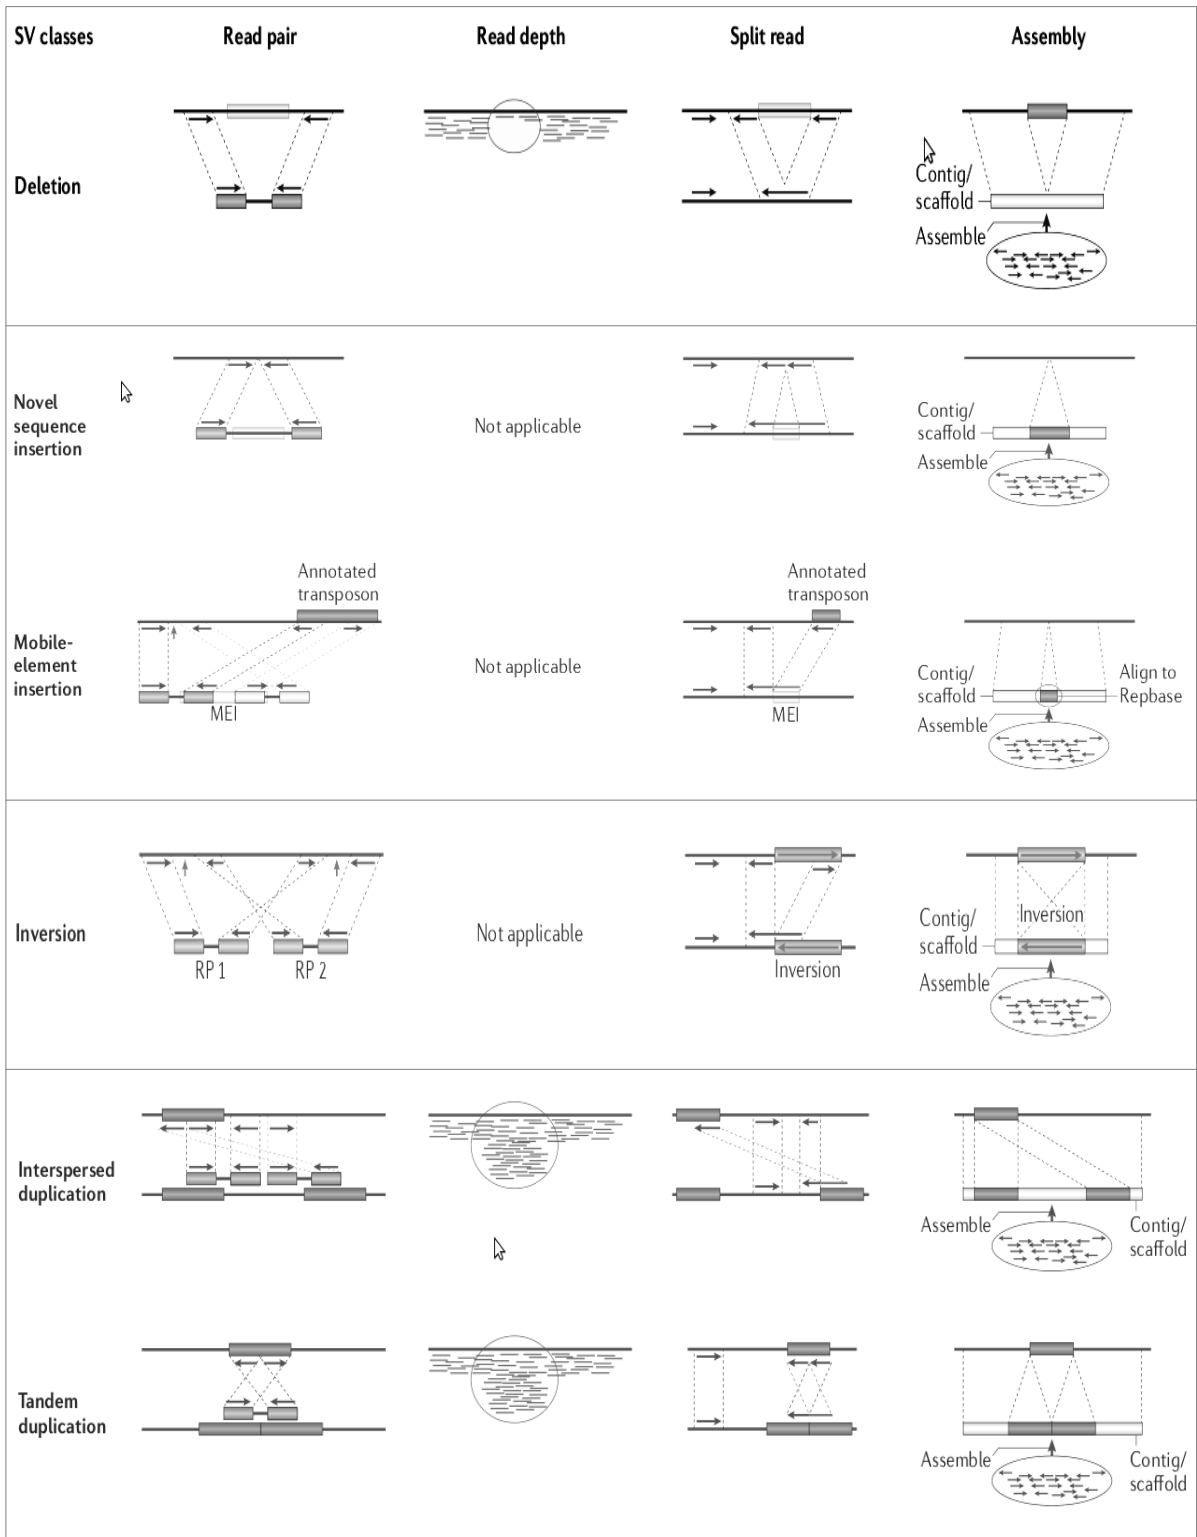 SV classes Read pair Read depth Split read Assembly
Deletion
Contig/
scaffold
Assemble
Novel
sequence
insertion
Not applicable
Contig/
scaffold
Assemble
Mobile-
element
insertion
Annotated
transposon
MEI
Not applicable
Annotated
transposon
MEI
Contig/
scaffold
Assemble
Align to
Repbase
Inversion
RP 1 RP 2
Not applicable
Inversion
Contig/
scaffold
Inversion
Assemble
Interspersed
duplication
Assemble
Contig/
scaffold
Tandem
duplication
Assemble
Contig/
scaffold